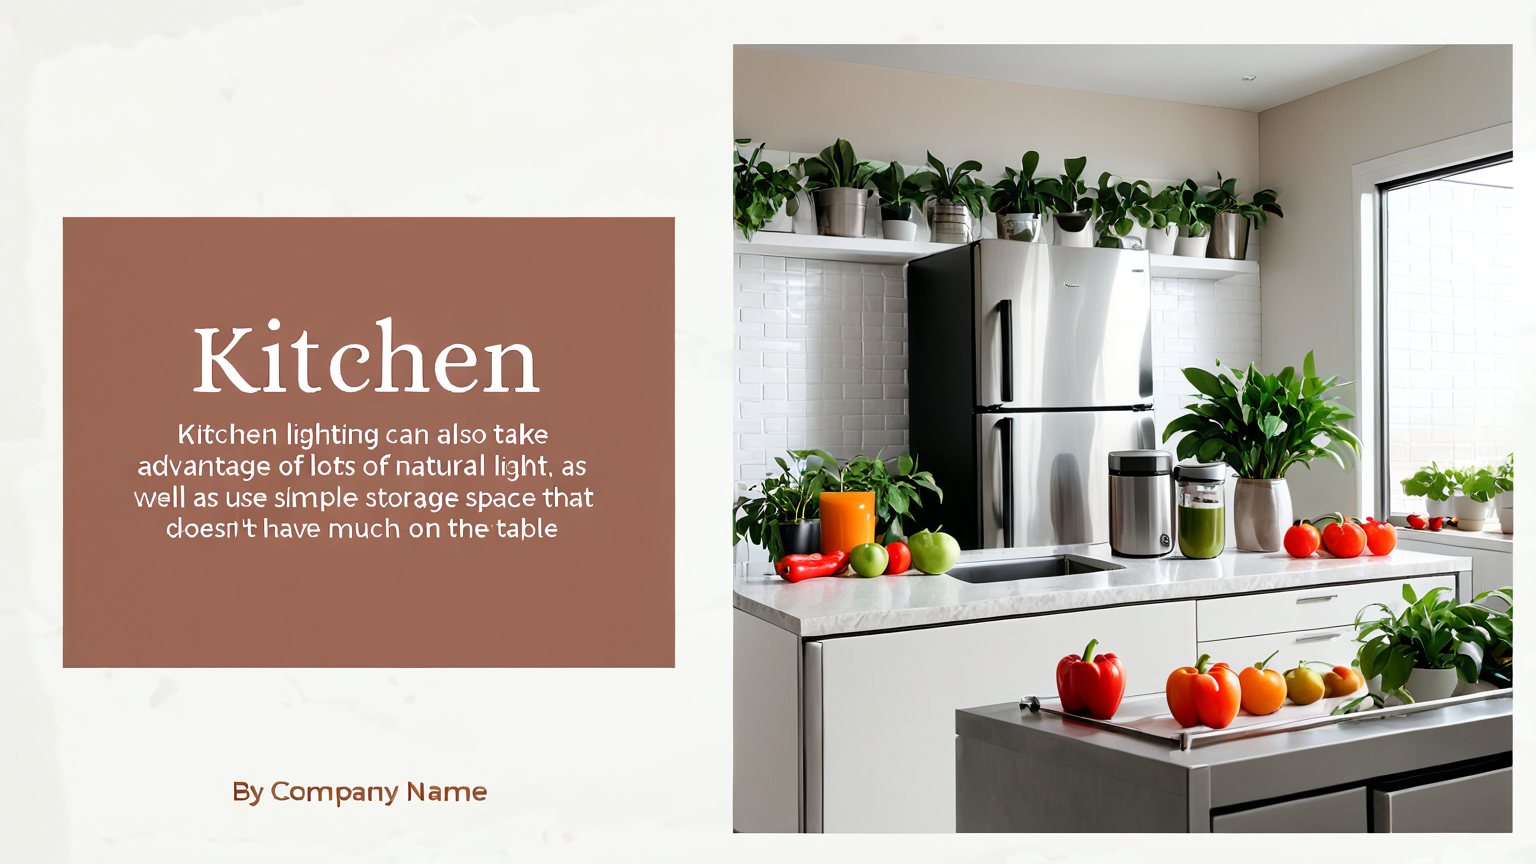 Kitchen
Kitchen lighting can also take
advantage of lots of natural light, as
well as use simple storage space that
doesn't have much on the table
By Company Name